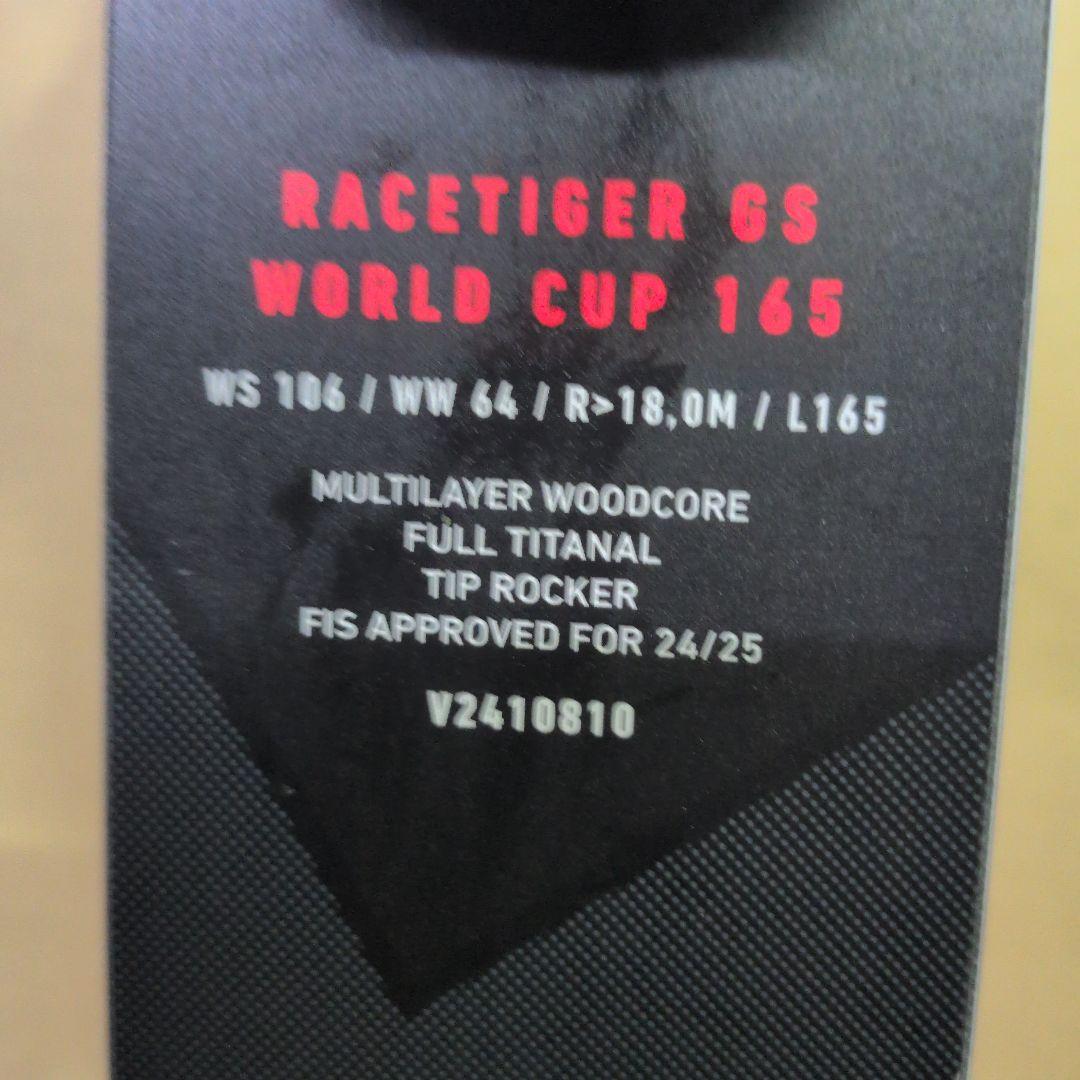 RACETIGER GS
WORLD CUP 165
WS 106 / WW 64 / R>18,0M / L165
MULTILAYER WOODCORE
FULL TITANAL
TIP ROCKER
FIS APPROVED FOR 24/25
V2410810